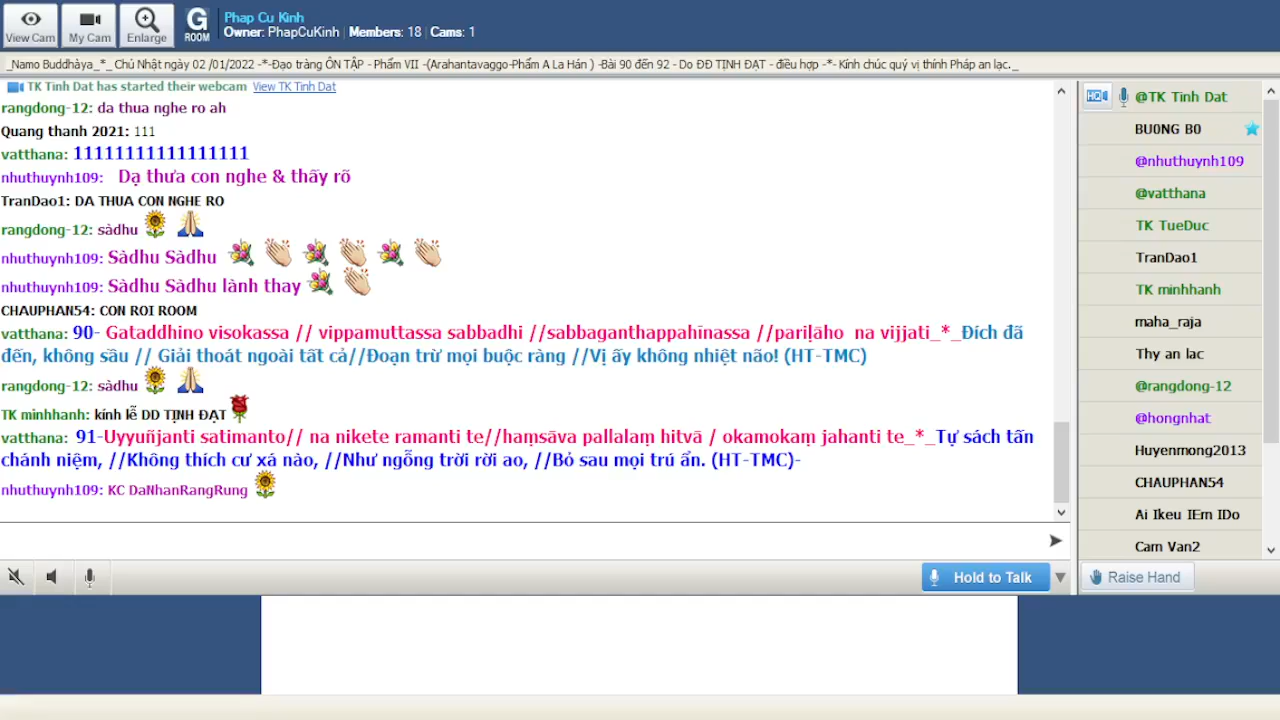 View Cam
My Cam
Enlarge
G ROOM
Phap Cu Kinh
Owner: PhapCuKinh | Members: 18 | Cams: 1
_Namo Buddhàya_*_ Chủ Nhật ngày 02 /01/2022 -*-Đạo tràng ÔN TẬP - Phẩm VII -(Arahantavaggo-Phẩm A La Hán ) -Bài 90 đến 92 - Do ĐĐ TỊNH ĐẠT - điều hợp -*- Kính chúc quý vị thính Pháp an lạc._
TK Tinh Dat has started their webcam View TK Tinh Dat
rangdong-12: da thua nghe ro ah
Quang thanh 2021: 111
vatthana: 11111111111111111
nhuthuynh109: Dạ thưa con nghe & thấy rõ
TranDao1: DA THUA CON NGHE RO
rangdong-12: sàdhu
nhuthuynh109: Sàdhu Sàdhu
nhuthuynh109: Sàdhu Sàdhu lành thay
CHAUPHAN54: CON ROI ROOM
vatthana: 90- Gataddhino visokassa // vippamuttassa sabbadhi //sabbaganthappahīnassa //pariḷāho na vijjati_*_Đích đã
đến, không sầu // Giải thoát ngoài tất cả//Đoạn trừ mọi buộc ràng //Vị ấy không nhiệt não! (HT-TMC)
rangdong-12: sàdhu
TK minhhanh: kính lễ DD TỊNH ĐẠT
vatthana: 91-Uyyuñjanti satimanto// na nikete ramanti te//haṃsāva pallalaṃ hitvā / okamokaṃ jahanti te_*_Tự sách tấn
chánh niệm, //Không thích cư xá nào, //Như ngỗng trời rời ao, //Bỏ sau mọi trú ẩn. (HT-TMC)-
nhuthuynh109: KC DaNhanRangRung
Hold to Talk
@TK Tinh Dat
BU0NG B0
@nhuthuynh109
@vatthana
TK TueDuc
TranDao1
TK minhhanh
maha_raja
Thy an lac
@rangdong-12
@hongnhat
Huyenmong2013
CHAUPHAN54
Ai Ikeu IEm IDo
Cam Van2
Raise Hand